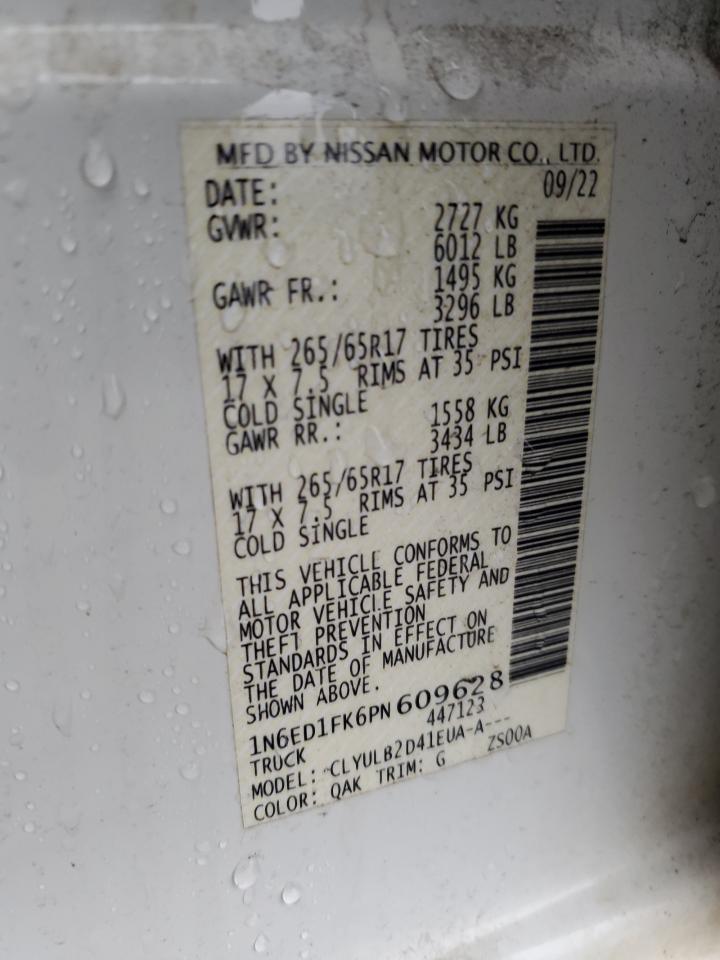 MFD BY NISSAN MOTOR CO., LTD.
DATE: 09/22
GVWR: 2727 KG
6012 LB
GAWR FR.: 1495 KG
3296 LB
WITH 265/65R17 TIRES
17 X 7.5 RIMS AT 35 PSI
COLD SINGLE
GAWR RR.: 1558 KG
3434 LB
WITH 265/65R17 TIRES
17 X 7.5 RIMS AT 35 PSI
COLD SINGLE
THIS VEHICLE CONFORMS TO
ALL APPLICABLE FEDERAL
MOTOR VEHICLE SAFETY AND
THEFT PREVENTION
STANDARDS IN EFFECT ON
THE DATE OF MANUFACTURE
SHOWN ABOVE.
1N6ED1FK6PN609628
TRUCK 447123
MODEL: CLYULB2D41EUA-A---
COLOR: QAK TRIM: G ZS00A